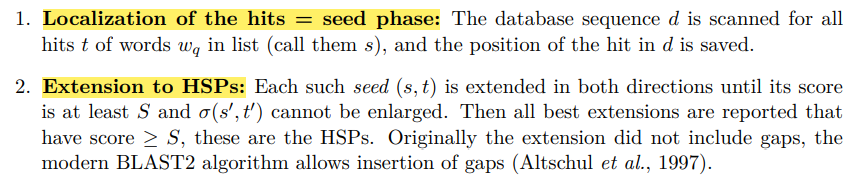 1. Localization of the hits = seed phase: The database sequence d is scanned for all
hits t of words w_q in list (call them s), and the position of the hit in d is saved.
2. Extension to HSPs: Each such seed (s, t) is extended in both directions until its score
is at least S and σ(s′, t′) cannot be enlarged. Then all best extensions are reported that
have score ≥ S, these are the HSPs. Originally the extension did not include gaps, the
modern BLAST2 algorithm allows insertion of gaps (Altschul et al., 1997).